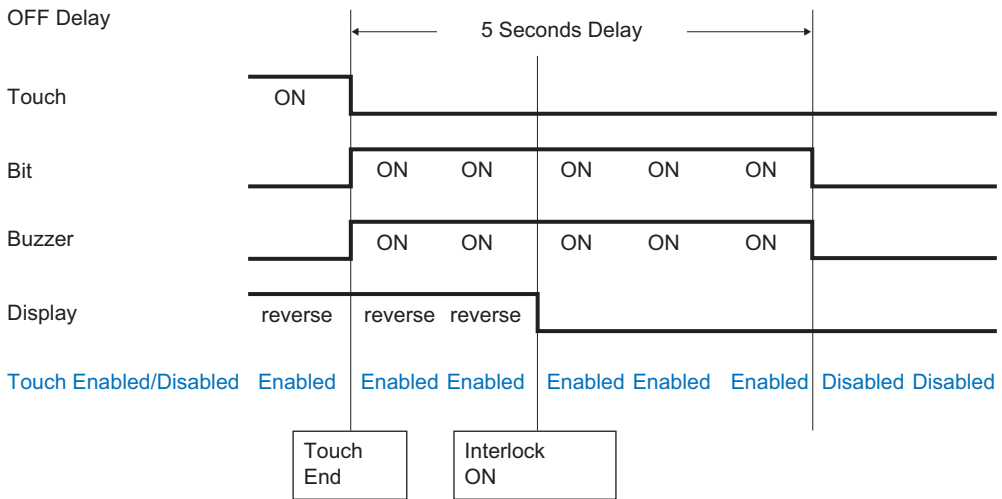 OFF Delay
5 Seconds Delay
Touch ON
Bit ON ON ON ON ON
Buzzer ON ON ON ON ON
Display reverse reverse reverse
Touch Enabled/Disabled Enabled Enabled Enabled Enabled Enabled Enabled Disabled Disabled
Touch
End
Interlock
ON